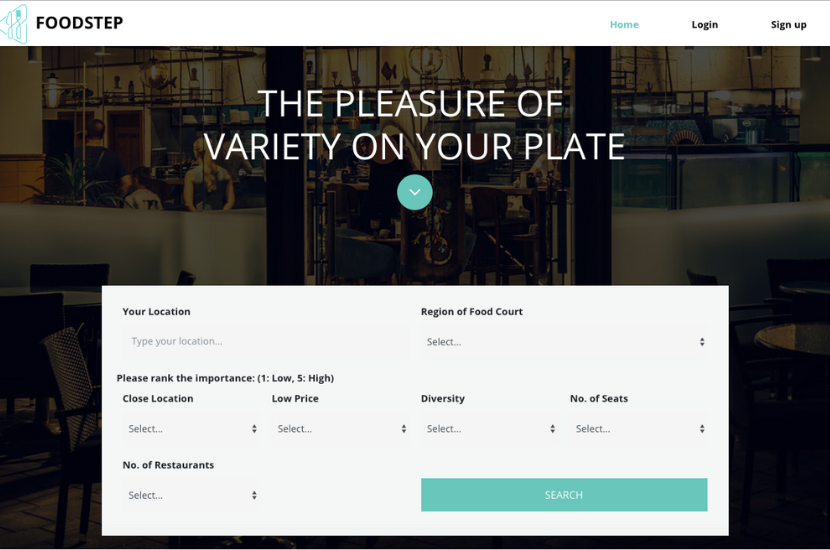 FOODSTEP
Home Login Sign up
THE PLEASURE OF
VARIETY ON YOUR PLATE
Your Location Region of Food Court
Type your location... Select...
Please rank the importance: (1: Low, 5: High)
Close Location Low Price Diversity No. of Seats
Select... Select... Select... Select...
No. of Restaurants
Select... SEARCH